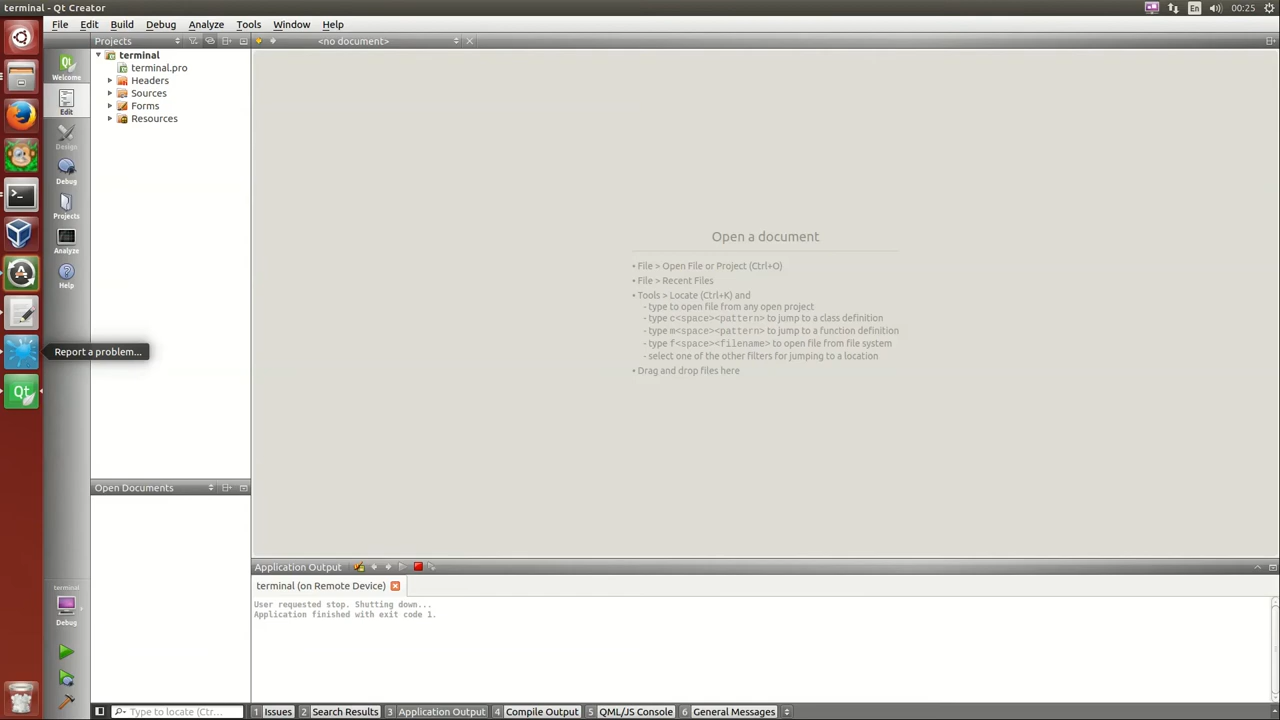 terminal - Qt Creator
En
00:25
File Edit Build Debug Analyze Tools Window Help
Projects
<no document>
terminal
terminal.pro
Headers
Sources
Forms
Resources
Qt
Welcome
Edit
Design
Debug
Projects
Analyze
Help
Report a problem...
Qt
Open a document
• File > Open File or Project (Ctrl+O)
• File > Recent Files
• Tools > Locate (Ctrl+K) and
- type to open file from any open project
- type c<space><pattern> to jump to a class definition
- type m<space><pattern> to jump to a function definition
- type f<space><filename> to open file from file system
- select one of the other filters for jumping to a location
• Drag and drop files here
Open Documents
Application Output
terminal (on Remote Device)
User requested stop. Shutting down...
Application finished with exit code 1.
terminal
Debug
Type to locate (Ctr...
1 Issues 2 Search Results 3 Application Output 4 Compile Output 5 QML/JS Console 6 General Messages